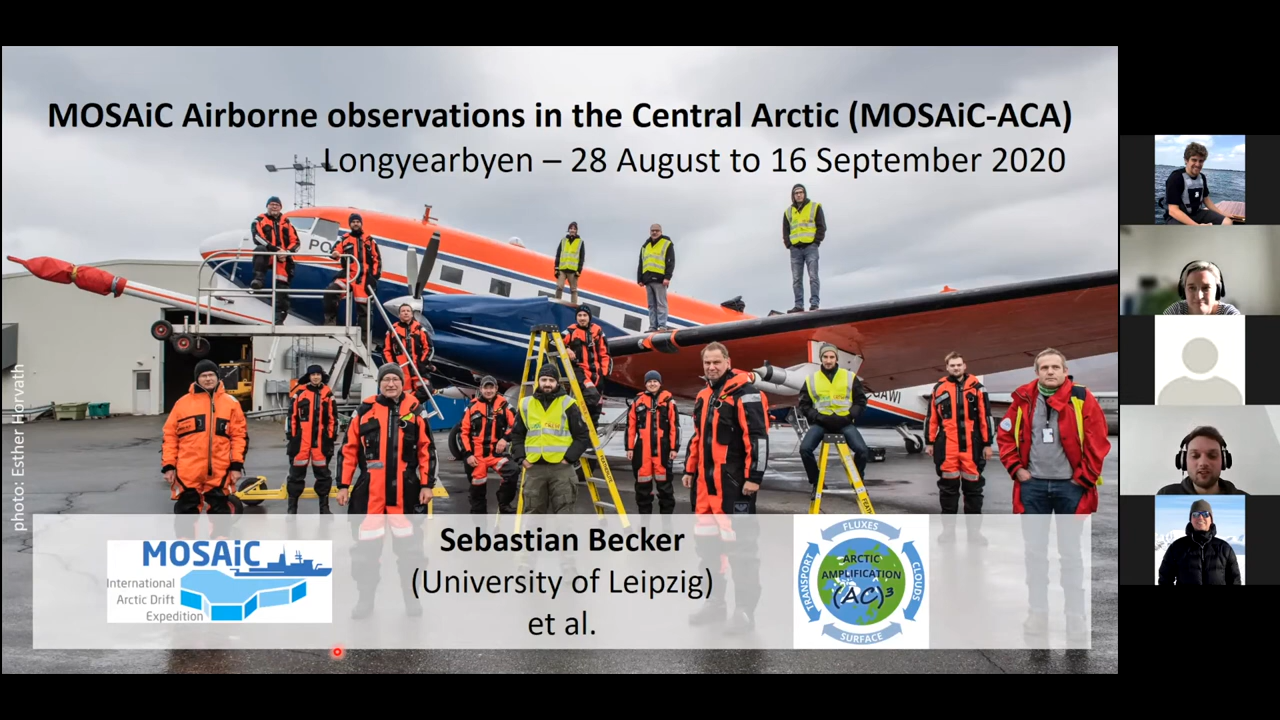 MOSAiC Airborne observations in the Central Arctic (MOSAiC-ACA)
Longyearbyen – 28 August to 16 September 2020
PO
GAWI
photo: Esther Horvath
MOSAiC
International
Arctic Drift
Expedition
Sebastian Becker
(University of Leipzig)
et al.
FLUXES
TRANSPORT
CLOUDS
SURFACE
ARCTIC
AMPLIFICATION
(AC)³